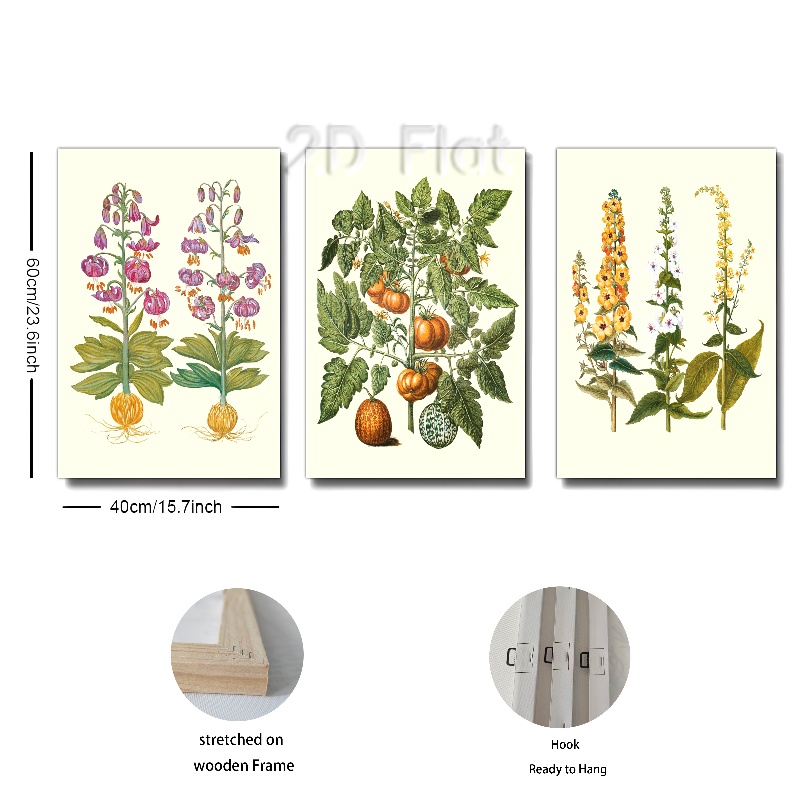 2D Flat
60cm/23.6inch
40cm/15.7inch
stretched on
wooden Frame
Hook
Ready to Hang